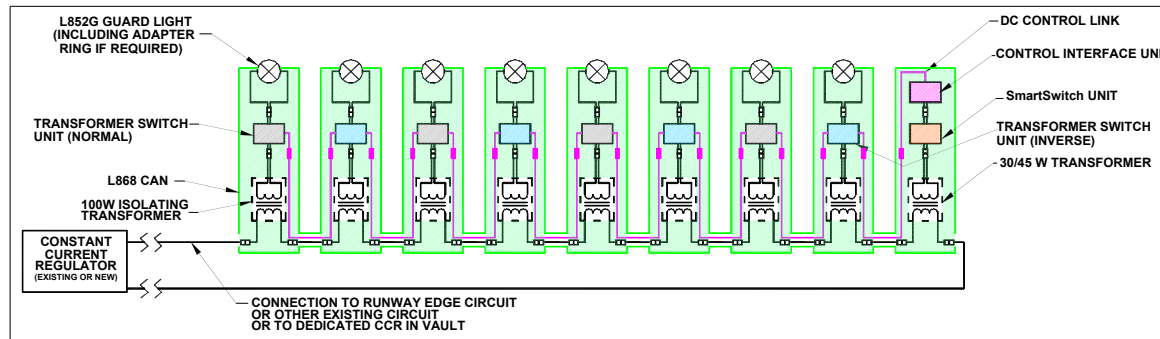 L852G GUARD LIGHT
(INCLUDING ADAPTER
RING IF REQUIRED)
TRANSFORMER SWITCH
UNIT (NORMAL)
L868 CAN
100W ISOLATING
TRANSFORMER
CONSTANT
CURRENT
REGULATOR
(EXISTING OR NEW)
CONNECTION TO RUNWAY EDGE CIRCUIT
OR OTHER EXISTING CIRCUIT
OR TO DEDICATED CCR IN VAULT
DC CONTROL LINK
CONTROL INTERFACE UNI
SmartSwitch UNIT
TRANSFORMER SWITCH
UNIT (INVERSE)
30/45 W TRANSFORMER